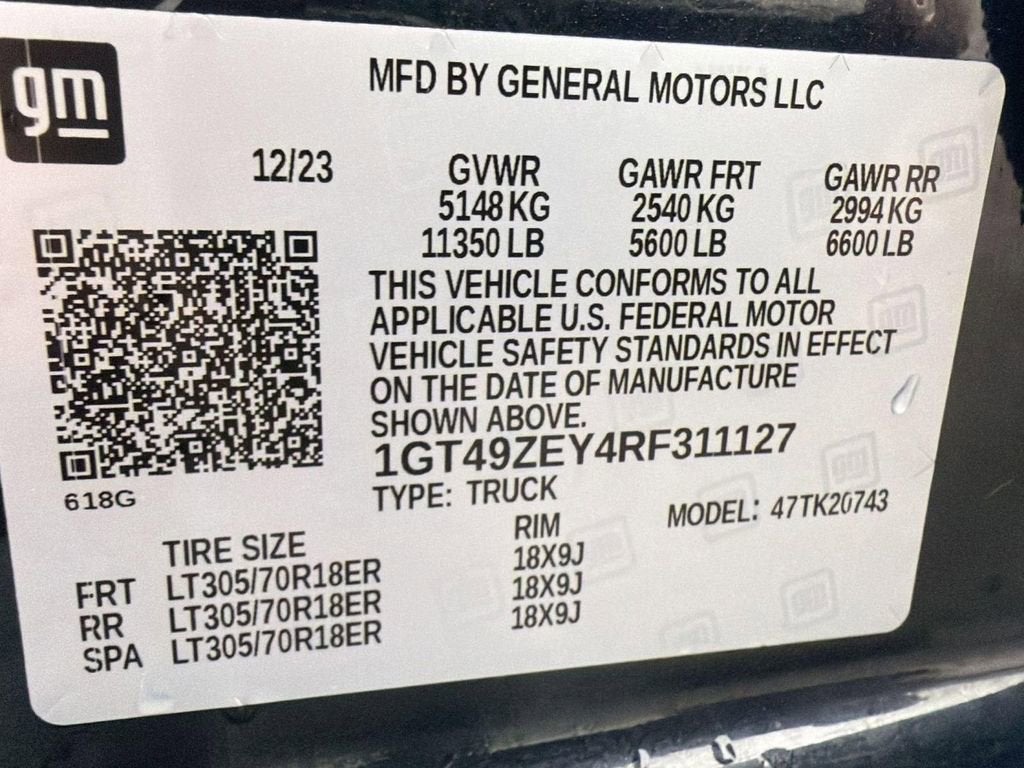 gm
MFD BY GENERAL MOTORS LLC
12/23 GVWR GAWR FRT GAWR RR
5148 KG 2540 KG 2994 KG
11350 LB 5600 LB 6600 LB
THIS VEHICLE CONFORMS TO ALL
APPLICABLE U.S. FEDERAL MOTOR
VEHICLE SAFETY STANDARDS IN EFFECT
ON THE DATE OF MANUFACTURE
SHOWN ABOVE.
1GT49ZEY4RF311127
618G
TYPE: TRUCK MODEL: 47TK20743
TIRE SIZE RIM
FRT LT305/70R18ER 18X9J
RR LT305/70R18ER 18X9J
SPA LT305/70R18ER 18X9J